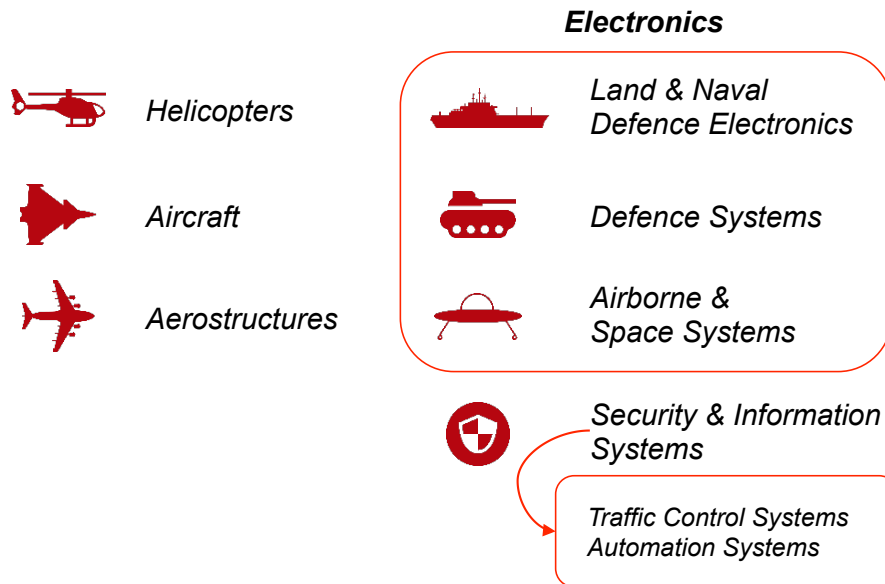 Electronics
Helicopters
Aircraft
Aerostructures
Land & Naval
Defence Electronics
Defence Systems
Airborne &
Space Systems
Security & Information
Systems
Traffic Control Systems
Automation Systems